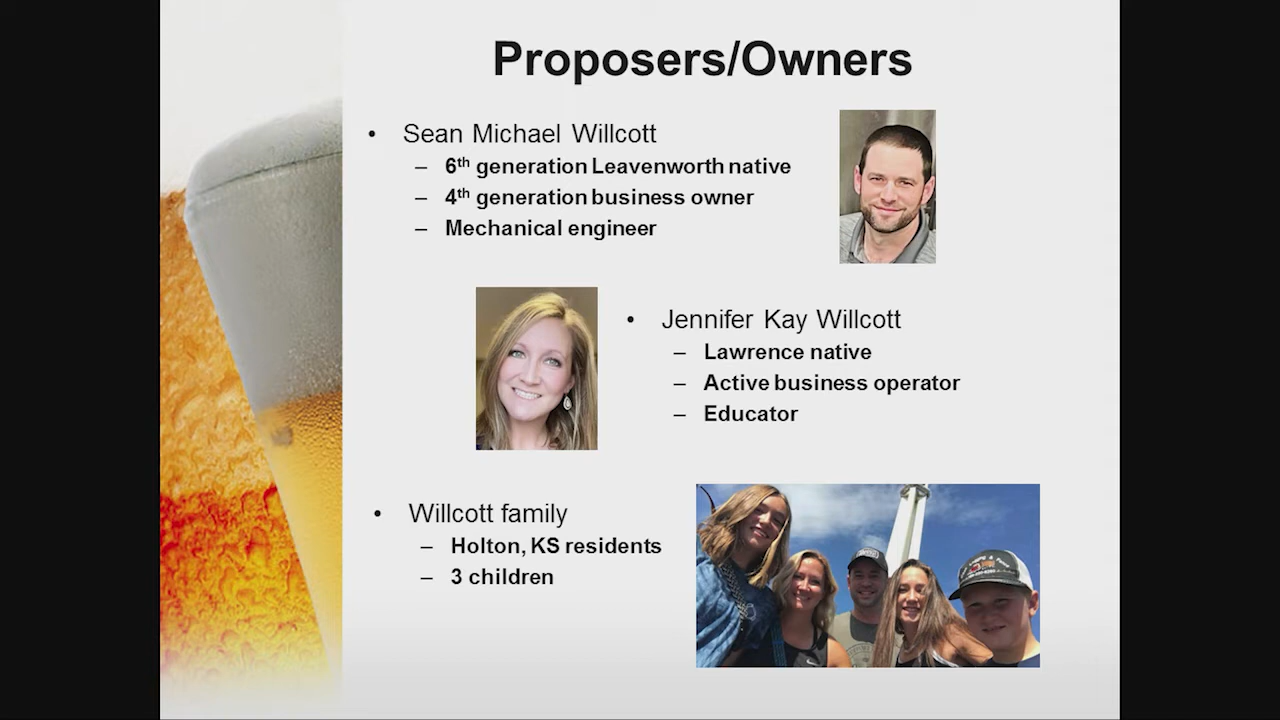 Proposers/Owners
• Sean Michael Willcott
– 6th generation Leavenworth native
– 4th generation business owner
– Mechanical engineer
• Jennifer Kay Willcott
– Lawrence native
– Active business operator
– Educator
• Willcott family
– Holton, KS residents
– 3 children